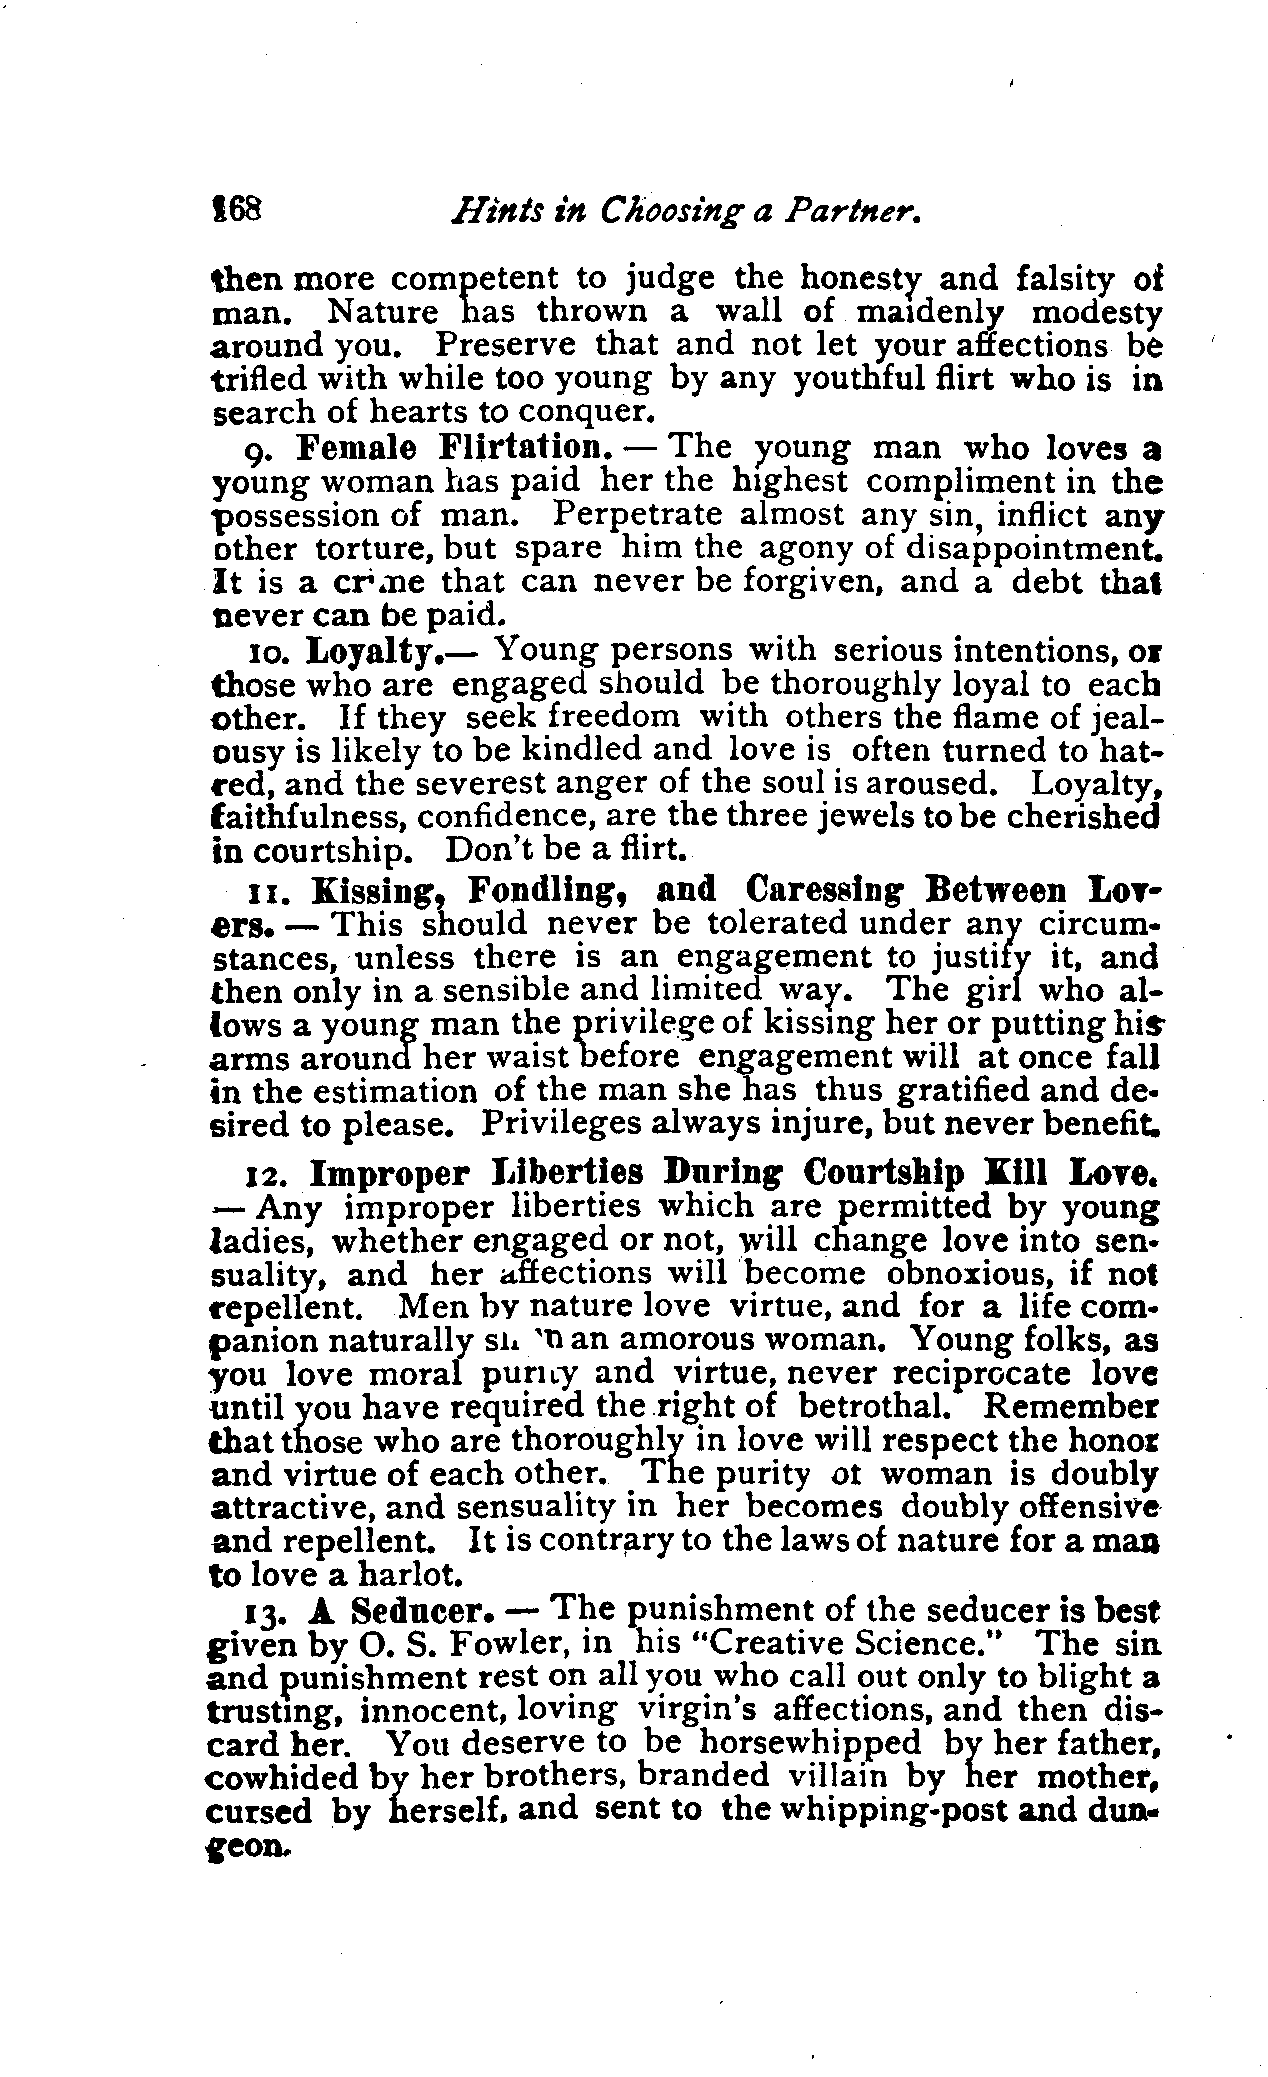 168 Hints in Choosing a Partner.
then more competent to judge the honesty and falsity of
man. Nature has thrown a wall of maidenly modesty
around you. Preserve that and not let your affections be
trifled with while too young by any youthful flirt who is in
search of hearts to conquer.
9. Female Flirtation. — The young man who loves a
young woman has paid her the highest compliment in the
possession of man. Perpetrate almost any sin, inflict any
other torture, but spare him the agony of disappointment.
It is a crime that can never be forgiven, and a debt that
never can be paid.
10. Loyalty.— Young persons with serious intentions, or
those who are engaged should be thoroughly loyal to each
other. If they seek freedom with others the flame of jeal-
ousy is likely to be kindled and love is often turned to hat-
red, and the severest anger of the soul is aroused. Loyalty,
faithfulness, confidence, are the three jewels to be cherished
in courtship. Don't be a flirt.
11. Kissing, Fondling, and Caressing Between Lov-
ers. — This should never be tolerated under any circum-
stances, unless there is an engagement to justify it, and
then only in a sensible and limited way. The girl who al-
lows a young man the privilege of kissing her or putting his
arms around her waist before engagement will at once fall
in the estimation of the man she has thus gratified and de-
sired to please. Privileges always injure, but never benefit.
12. Improper Liberties During Courtship Kill Love.
— Any improper liberties which are permitted by young
ladies, whether engaged or not, will change love into sen-
suality, and her affections will become obnoxious, if not
repellent. Men by nature love virtue, and for a life com-
panion naturally an amorous woman. Young folks, as
you love moral purity and virtue, never reciprocate love
until you have required the right of betrothal. Remember
that those who are thoroughly in love will respect the honor
and virtue of each other. The purity of woman is doubly
attractive, and sensuality in her becomes doubly offensive
and repellent. It is contrary to the laws of nature for a man
to love a harlot.
13. A Seducer. — The punishment of the seducer is best
given by O. S. Fowler, in his "Creative Science." The sin
and punishment rest on all you who call out only to blight a
trusting, innocent, loving virgin's affections, and then dis-
card her. You deserve to be horsewhipped by her father,
cowhided by her brothers, branded villain by her mother,
cursed by herself, and sent to the whipping-post and dun-
geon.